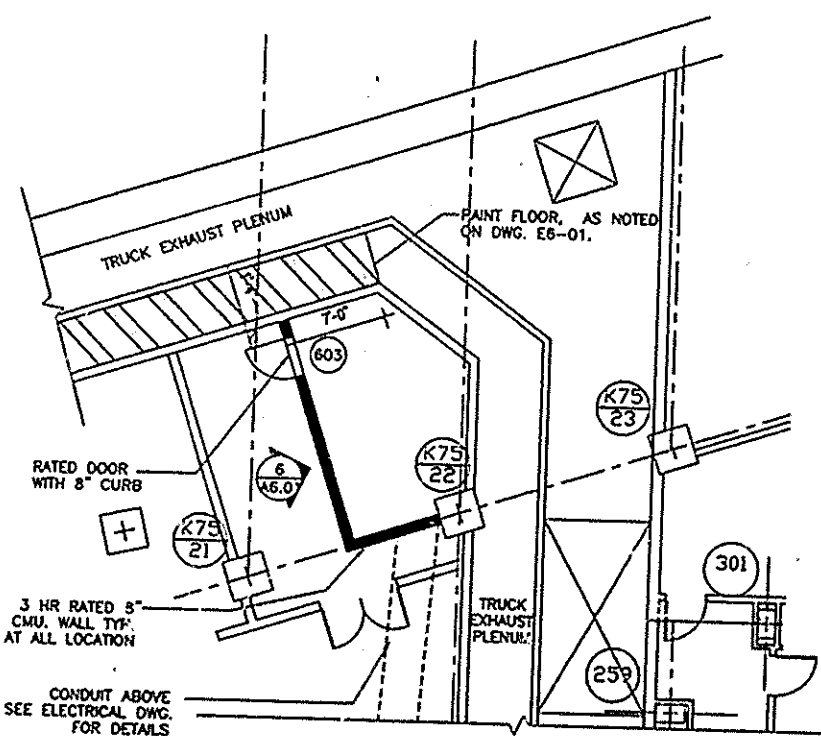 TRUCK EXHAUST PLENUM
PAINT FLOOR, AS NOTED
ON DWG. E6-01.
7'-0"
603
K75
23
RATED DOOR
WITH 8" CURB
6
A6.0
K75
22
K75
21
3 HR RATED 8"
CMU. WALL TYP.
AT ALL LOCATION
301
TRUCK
EXHAUST
PLENUM
259
CONDUIT ABOVE
SEE ELECTRICAL DWG.
FOR DETAILS